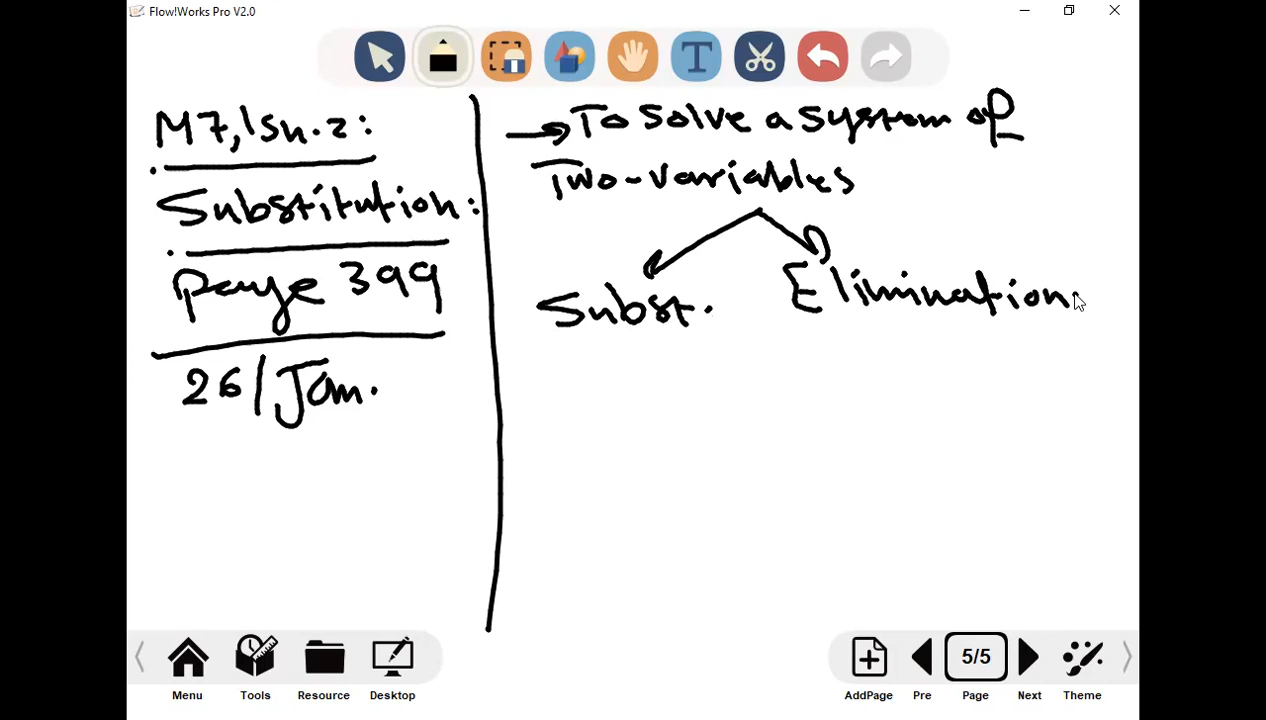 Flow!Works Pro V2.0
T
M7, lsn. 2:
Substitution:
page 399
26/Jan.
To solve a system of
Two-variables
Subst.
Elimination
5/5
Menu
Tools
Resource
Desktop
AddPage
Pre
Page
Next
Theme